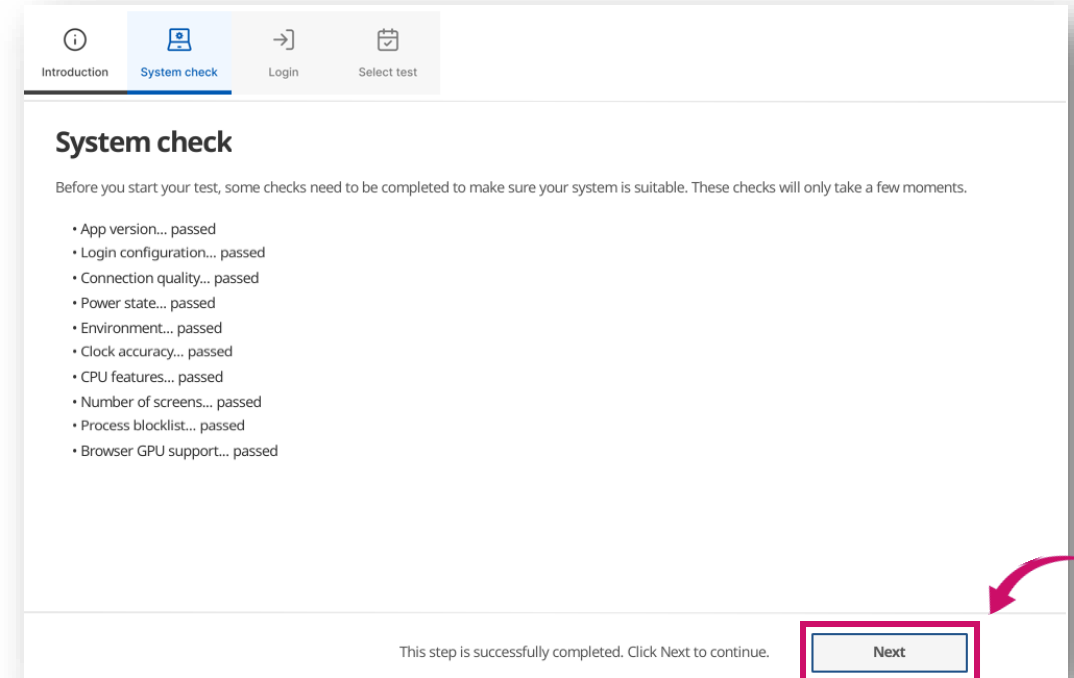 Introduction
System check
Login
Select test
System check
Before you start your test, some checks need to be completed to make sure your system is suitable. These checks will only take a few moments.
• App version... passed
• Login configuration... passed
• Connection quality... passed
• Power state... passed
• Environment... passed
• Clock accuracy... passed
• CPU features... passed
• Number of screens... passed
• Process blocklist... passed
• Browser GPU support... passed
This step is successfully completed. Click Next to continue.
Next